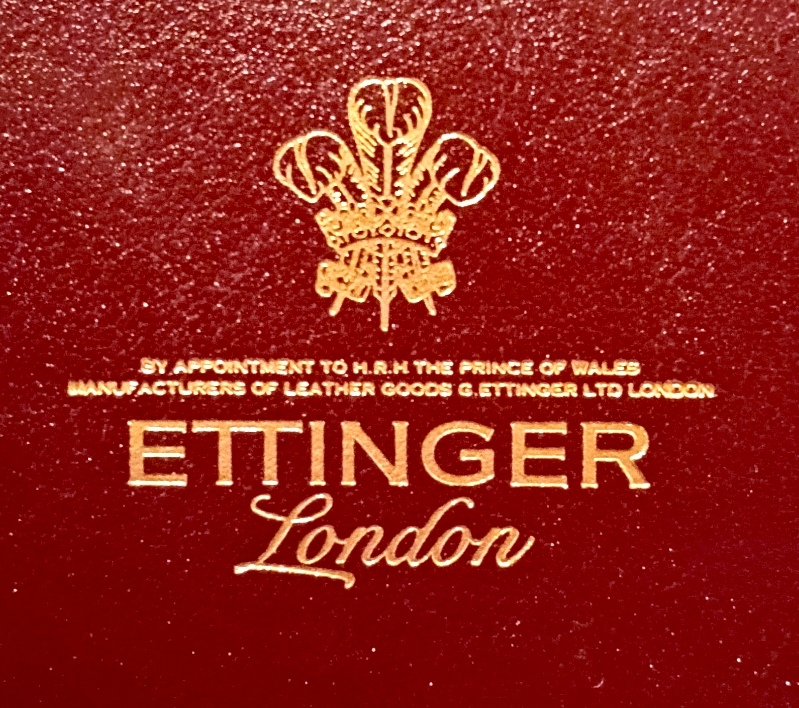 BY APPOINTMENT TO H.R.H THE PRINCE OF WALES
MANUFACTURERS OF LEATHER GOODS G.ETTINGER LTD LONDON
ETTINGER
London